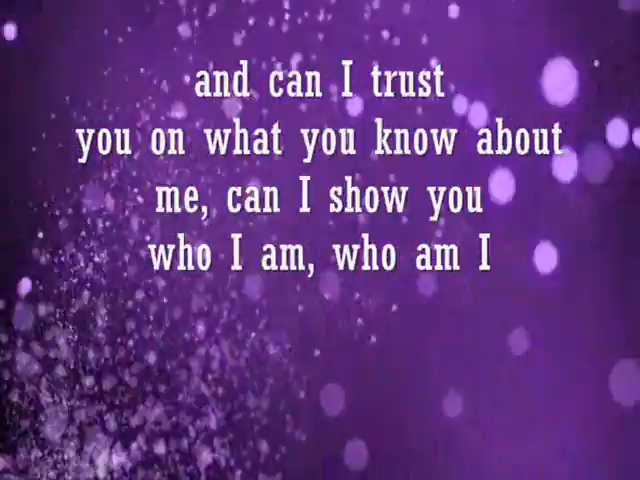 and can I trust
you on what you know about
me, can I show you
who I am, who am I